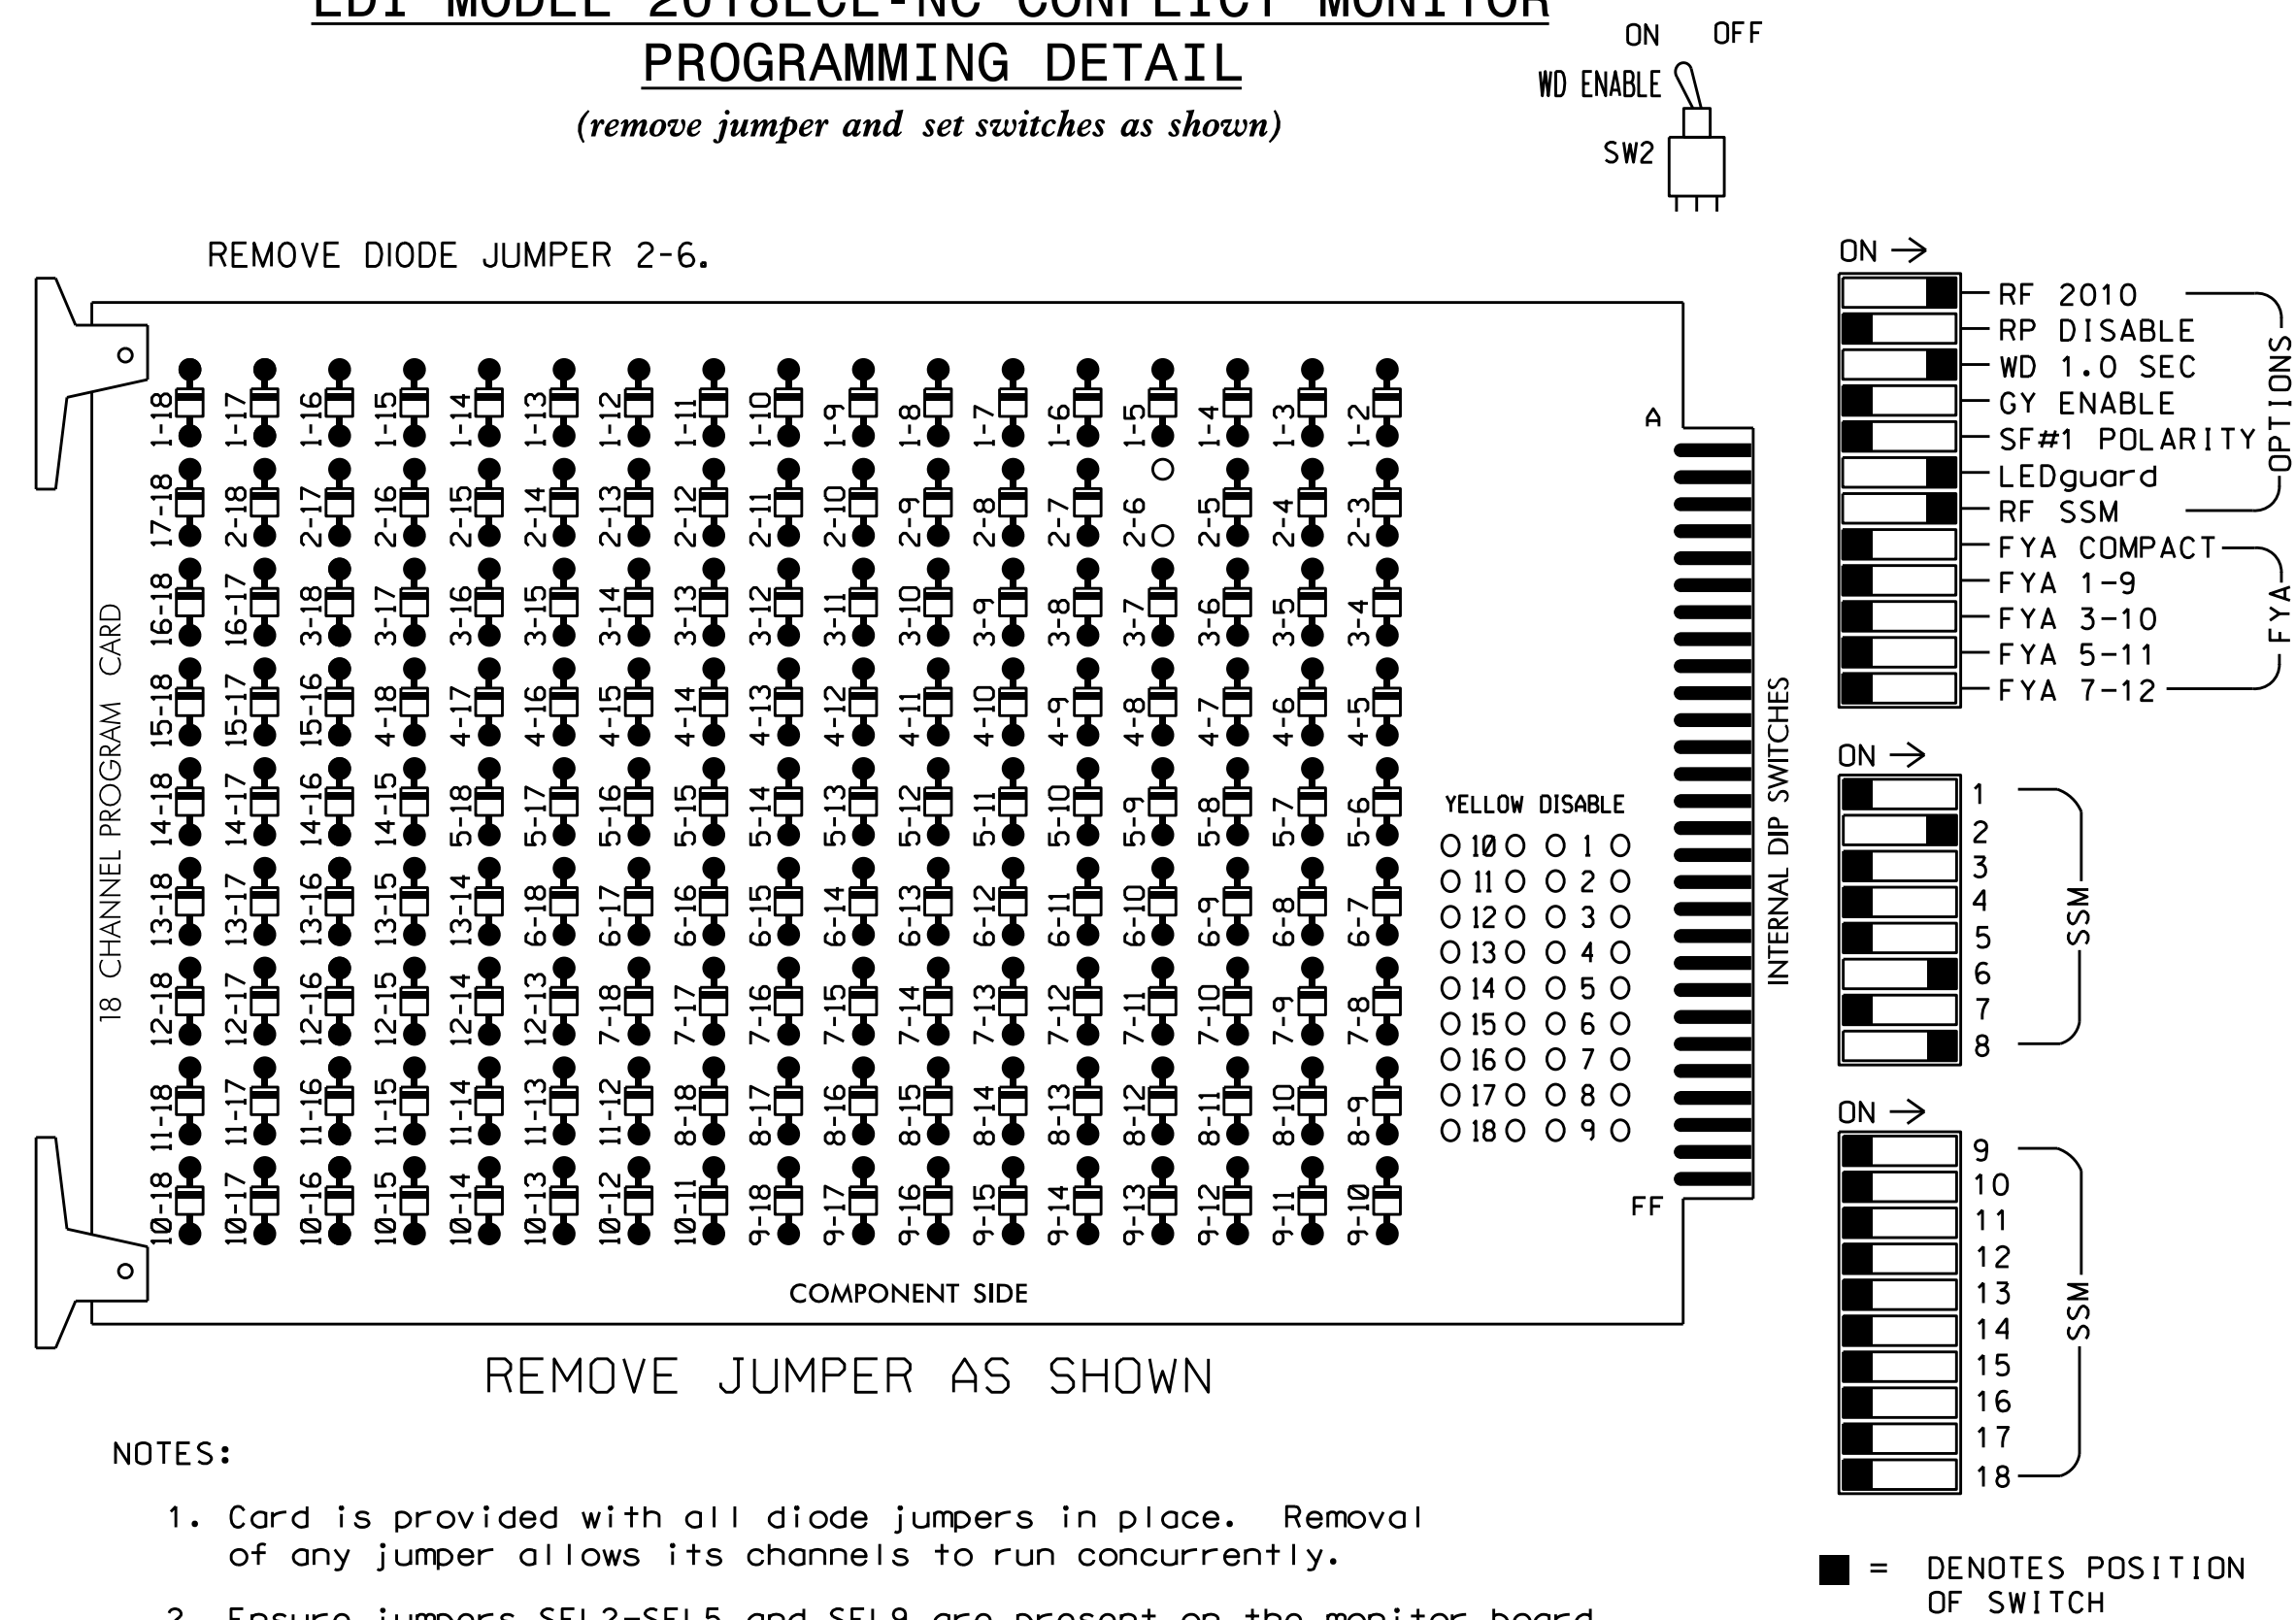 EDI MODEL 2018ECL-NC CONFLICT MONITOR
PROGRAMMING DETAIL
(remove jumper and set switches as shown)
ON OFF
WD ENABLE
SW2
REMOVE DIODE JUMPER 2-6.
18 CHANNEL PROGRAM CARD
1-18 1-17 1-16 1-15 1-14 1-13 1-12 1-11 1-10 1-9 1-8 1-7 1-6 1-5 1-4 1-3 1-2
17-18 2-18 2-17 2-16 2-15 2-14 2-13 2-12 2-11 2-10 2-9 2-8 2-7 2-6 2-5 2-4 2-3
16-18 16-17 3-18 3-17 3-16 3-15 3-14 3-13 3-12 3-11 3-10 3-9 3-8 3-7 3-6 3-5 3-4
15-18 15-17 15-16 4-18 4-17 4-16 4-15 4-14 4-13 4-12 4-11 4-10 4-9 4-8 4-7 4-6 4-5
14-18 14-17 14-16 14-15 5-18 5-17 5-16 5-15 5-14 5-13 5-12 5-11 5-10 5-9 5-8 5-7 5-6
13-18 13-17 13-16 13-15 13-14 6-18 6-17 6-16 6-15 6-14 6-13 6-12 6-11 6-10 6-9 6-8 6-7
12-18 12-17 12-16 12-15 12-14 12-13 7-18 7-17 7-16 7-15 7-14 7-13 7-12 7-11 7-10 7-9 7-8
11-18 11-17 11-16 11-15 11-14 11-13 11-12 8-18 8-17 8-16 8-15 8-14 8-13 8-12 8-11 8-10 8-9
10-18 10-17 10-16 10-15 10-14 10-13 10-12 10-11 9-18 9-17 9-16 9-15 9-14 9-13 9-12 9-11 9-10
A
YELLOW DISABLE
10 1
11 2
12 3
13 4
14 5
15 6
16 7
17 8
18 9
FF
COMPONENT SIDE
INTERNAL DIP SWITCHES
ON
RF 2010
RP DISABLE
WD 1.0 SEC
GY ENABLE
SF#1 POLARITY
LEDguard
RF SSM
OPTIONS
FYA COMPACT
FYA 1-9
FYA 3-10
FYA 5-11
FYA 7-12
FYA
ON
1
2
3
4
5
6
7
8
SSM
ON
9
10
11
12
13
14
15
16
17
18
SSM
= DENOTES POSITION
OF SWITCH
REMOVE JUMPER AS SHOWN
NOTES:
1. Card is provided with all diode jumpers in place. Removal
of any jumper allows its channels to run concurrently.
2. Ensure jumpers SEL2-SEL5 and SEL9 are present on the monitor board.